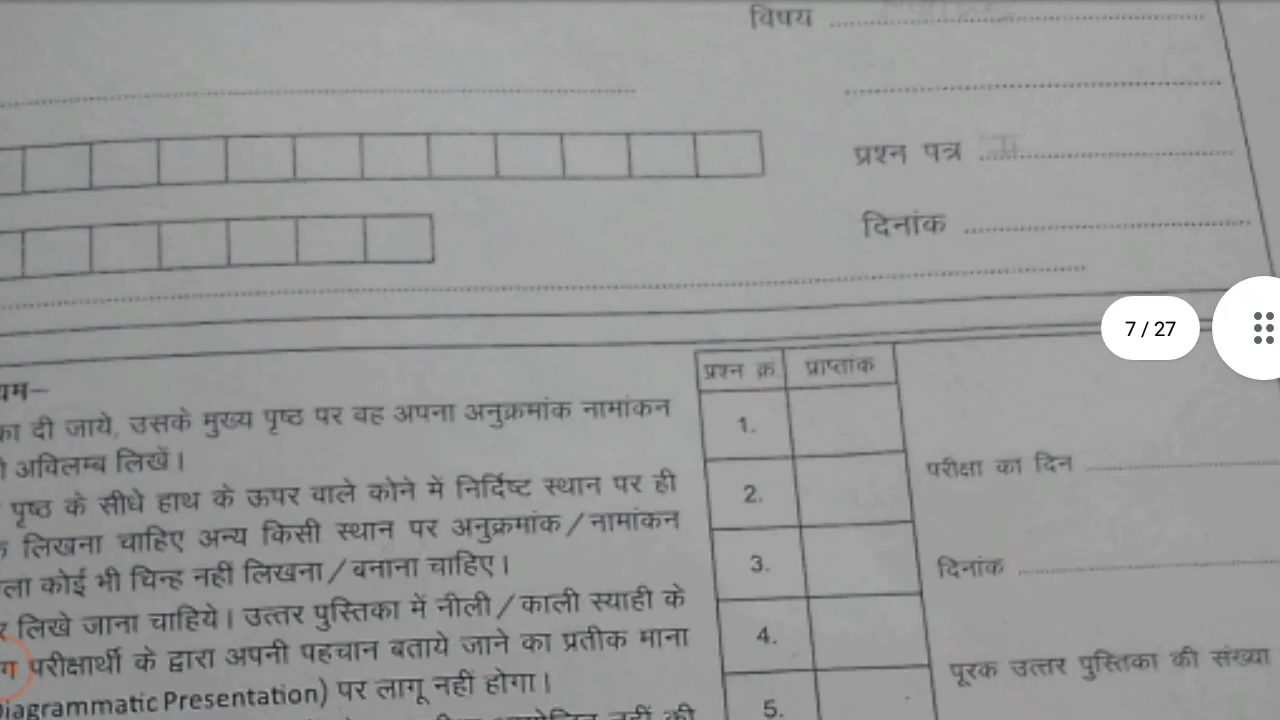 विषय
प्रश्न पत्र II
दिनांक
7 / 27
यम–
प्रश्न क्र. प्राप्तांक
का दी जाये, उसके मुख्य पृष्ठ पर वह अपना अनुक्रमांक नामांकन
1.
ो अविलम्ब लिखें।
परीक्षा का दिन
पृष्ठ के सीधे हाथ के ऊपर वाले कोने में निर्दिष्ट स्थान पर ही
2.
लिखना चाहिए अन्य किसी स्थान पर अनुक्रमांक / नामांकन
ला कोई भी चिन्ह नहीं लिखना / बनाना चाहिए।
3.
दिनांक
र लिखे जाना चाहिये। उत्तर पुस्तिका में नीली / काली स्याही के
4.
ग परीक्षार्थी के द्वारा अपनी पहचान बताये जाने का प्रतीक माना
पूरक उत्तर पुस्तिका की संख्या
Diagrammatic Presentation) पर लागू नहीं होगा।
5.